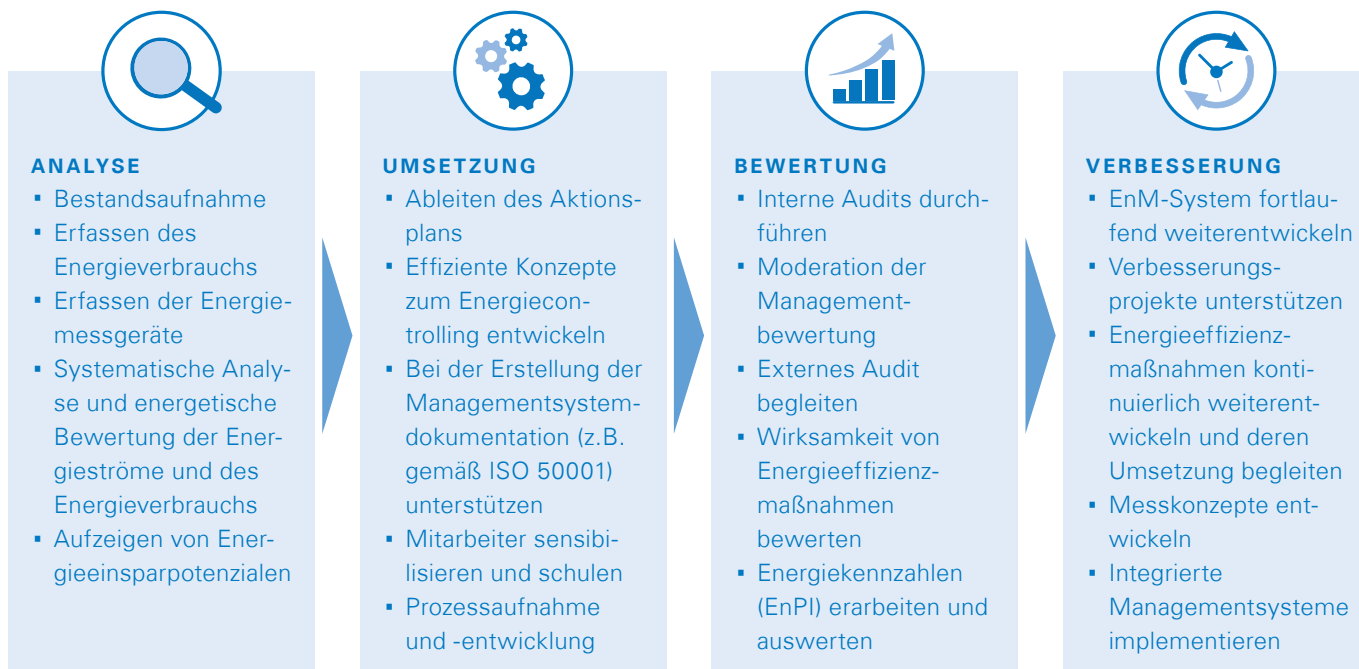 ANALYSE
▪ Bestandsaufnahme
▪ Erfassen des
Energieverbrauchs
▪ Erfassen der Energie-
messgeräte
▪ Systematische Analy-
se und energetische
Bewertung der Ener-
gieströme und des
Energieverbrauchs
▪ Aufzeigen von Ener-
gieeinsparpotenzialen
UMSETZUNG
▪ Ableiten des Aktions-
plans
▪ Effiziente Konzepte
zum Energiecon-
trolling entwickeln
▪ Bei der Erstellung der
Managementsystem-
dokumentation (z.B.
gemäß ISO 50001)
unterstützen
▪ Mitarbeiter sensibi-
lisieren und schulen
▪ Prozessaufnahme
und -entwicklung
BEWERTUNG
▪ Interne Audits durch-
führen
▪ Moderation der
Management-
bewertung
▪ Externes Audit
begleiten
▪ Wirksamkeit von
Energieeffizienz-
maßnahmen
bewerten
▪ Energiekennzahlen
(EnPI) erarbeiten und
auswerten
VERBESSERUNG
▪ EnM-System fortlau-
fend weiterentwickeln
▪ Verbesserungs-
projekte unterstützen
▪ Energieeffizienz-
maßnahmen konti-
nuierlich weiterent-
wickeln und deren
Umsetzung begleiten
▪ Messkonzepte ent-
wickeln
▪ Integrierte
Managementsysteme
implementieren